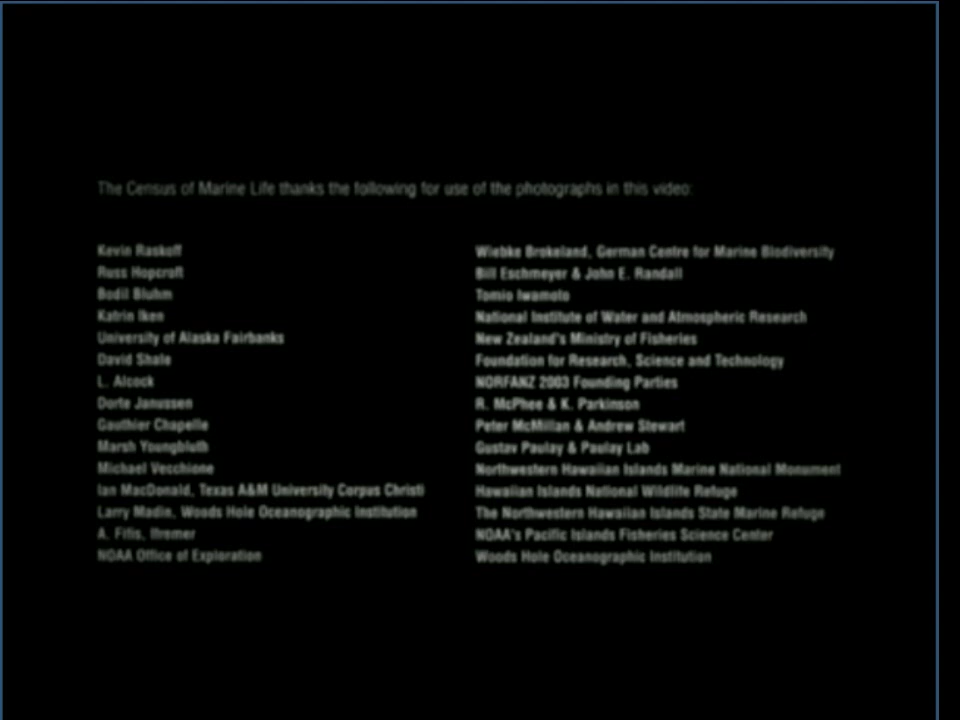 The Census of Marine Life thanks the following for use of the photographs in this video:
Kevin Raskoff
Russ Hopcroft
Bodil Bluhm
Katrin Iken
University of Alaska Fairbanks
David Shale
L. Alcock
Dorte Janussen
Gauthier Chapelle
Marsh Youngbluth
Michael Vecchione
Ian MacDonald, Texas A&M University Corpus Christi
Larry Madin, Woods Hole Oceanographic Institution
A. Fifis, Ifremer
NOAA Office of Exploration
Wiebke Brokeland, German Centre for Marine Biodiversity
Bill Eschmeyer & John E. Randall
Tomio Iwamoto
National Institute of Water and Atmospheric Research
New Zealand's Ministry of Fisheries
Foundation for Research, Science and Technology
NORFANZ 2003 Founding Parties
R. McPhee & K. Parkinson
Peter McMillan & Andrew Stewart
Gustav Paulay & Paulay Lab
Northwestern Hawaiian Islands Marine National Monument
Hawaiian Islands National Wildlife Refuge
The Northwestern Hawaiian Islands State Marine Refuge
NOAA's Pacific Islands Fisheries Science Center
Woods Hole Oceanographic Institution